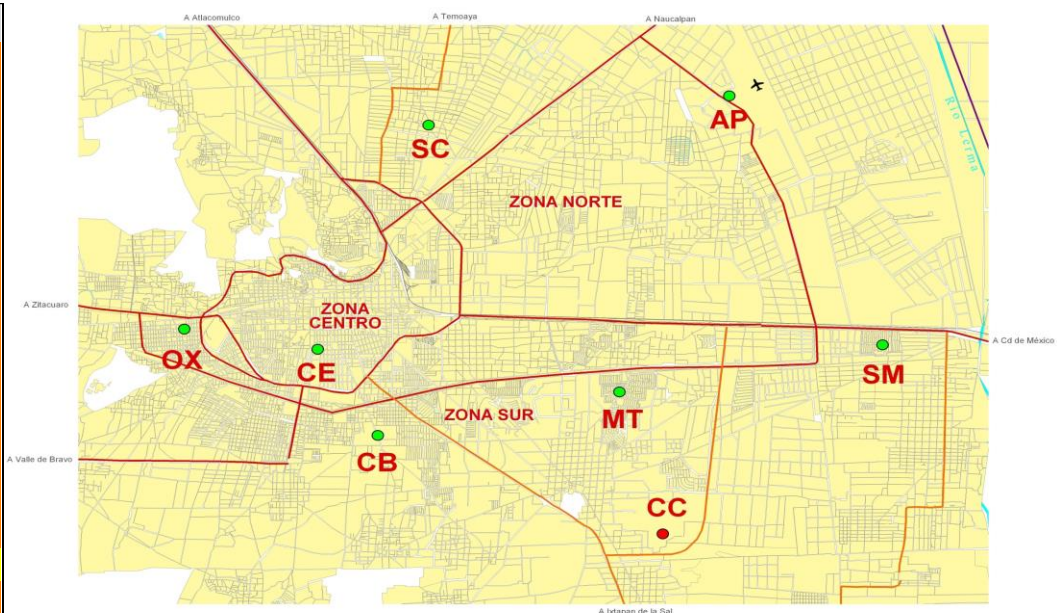 A Atlacomulco
A Temoaya
A Naucalpan
Río Lerma
AP
SC
ZONA NORTE
A Zitacuaro
ZONA
CENTRO
A Cd de México
OX
CE
SM
ZONA SUR
MT
A Valle de Bravo
CB
CC
A Ixtapan de la Sal